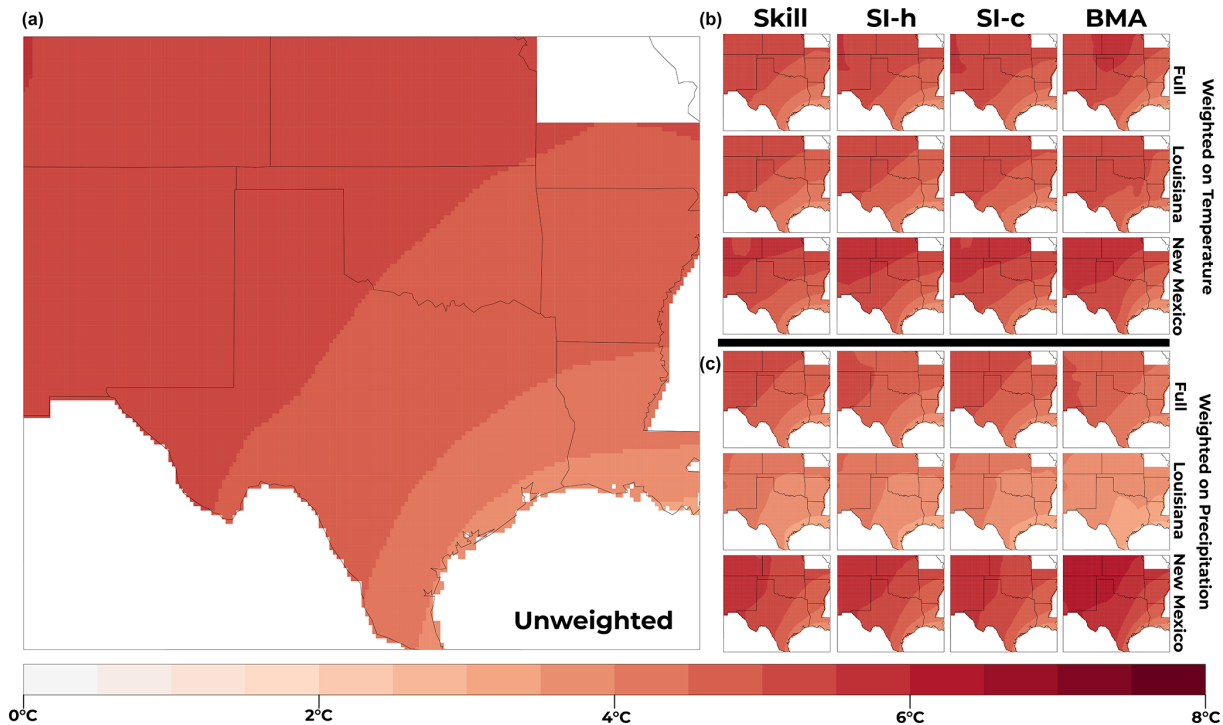 (a)
Unweighted
(b)
Skill SI-h SI-c BMA
Full
Louisiana
New Mexico
Weighted on Temperature
(c)
Full
Louisiana
New Mexico
Weighted on Precipitation
0°C 2°C 4°C 6°C 8°C